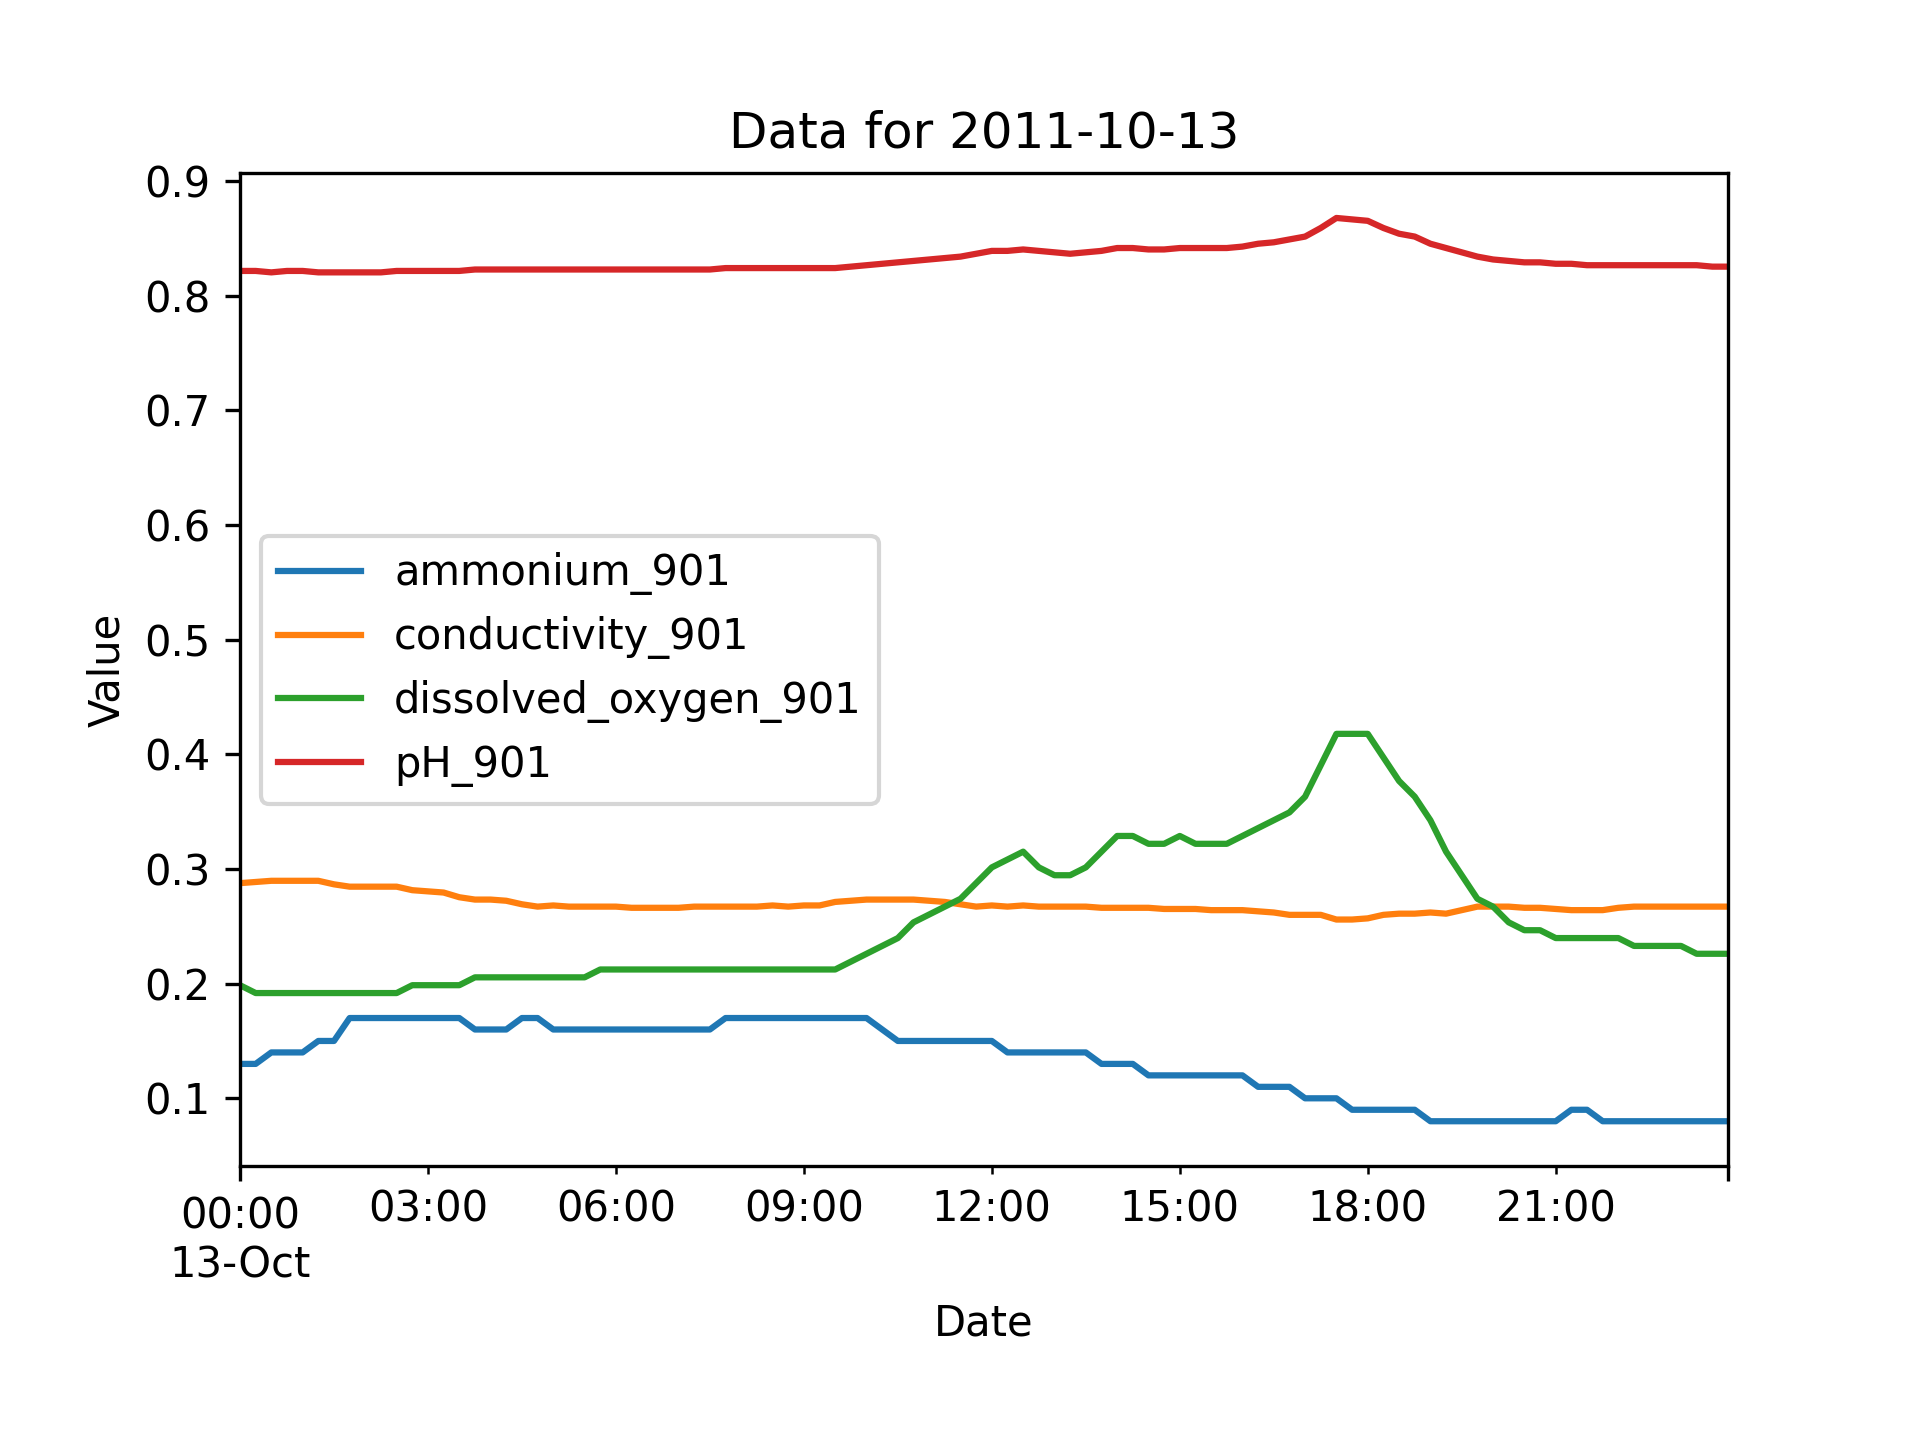 Data for 2011-10-13
Value
0.9
0.8
0.7
0.6
0.5
0.4
0.3
0.2
0.1
ammonium_901
conductivity_901
dissolved_oxygen_901
pH_901
00:00 03:00 06:00 09:00 12:00 15:00 18:00 21:00
13-Oct
Date